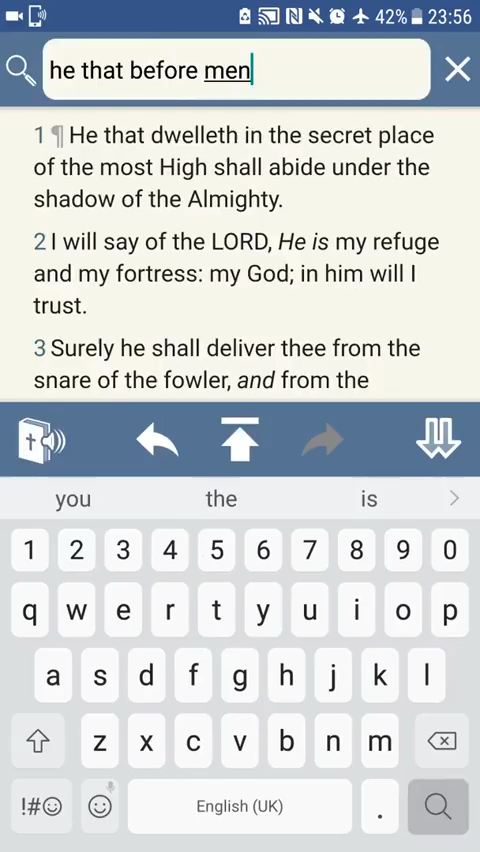 42% 23:56
he that before men
1 ¶ He that dwelleth in the secret place
of the most High shall abide under the
shadow of the Almighty.
2 I will say of the LORD, He is my refuge
and my fortress: my God; in him will I
trust.
3 Surely he shall deliver thee from the
snare of the fowler, and from the
you the is
1 2 3 4 5 6 7 8 9 0
q w e r t y u i o p
a s d f g h j k l
z x c v b n m
!#☺ English (UK) .